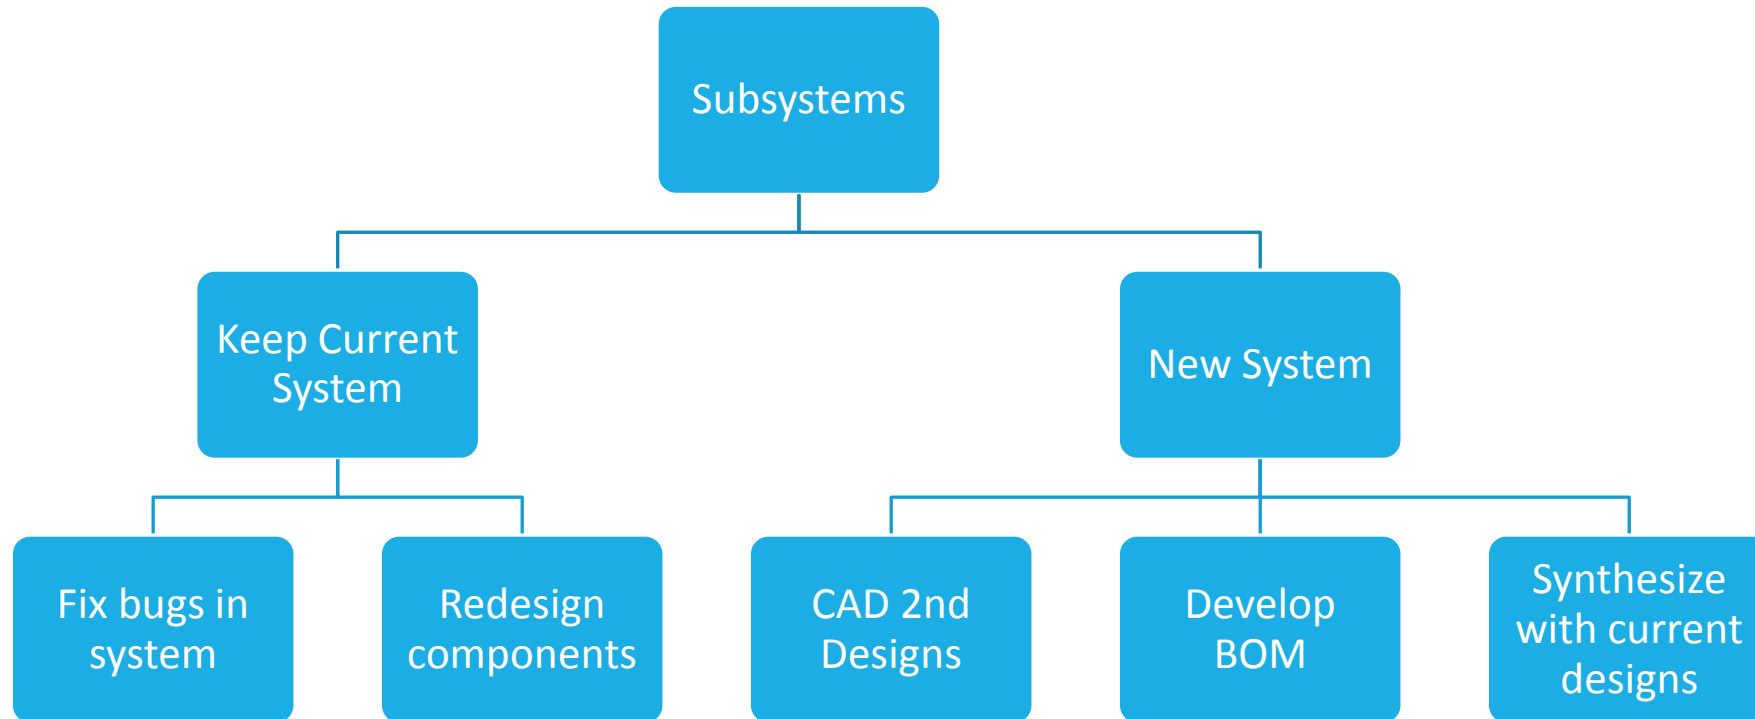 Subsystems
Keep Current
System
New System
Fix bugs in
system
Redesign
components
CAD 2nd
Designs
Develop
BOM
Synthesize
with current
designs